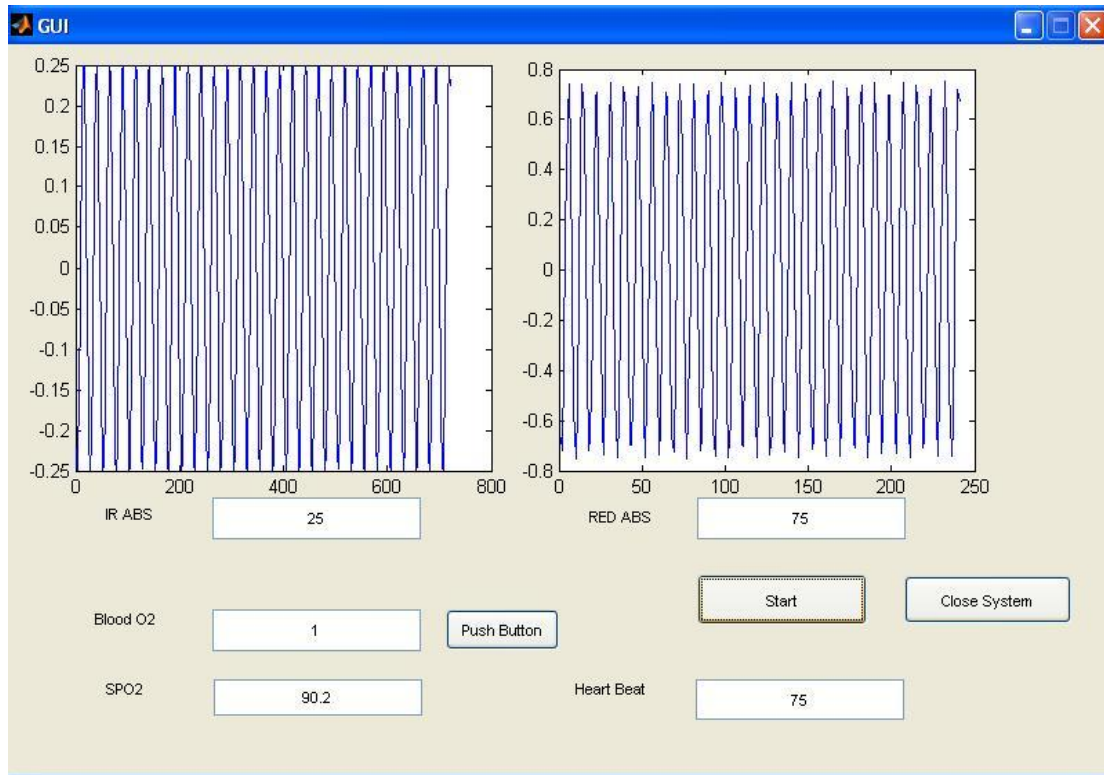 GUI
0.25
0.2
0.15
0.1
0.05
0
-0.05
-0.1
-0.15
-0.2
-0.25
0 200 400 600 800
0.8
0.6
0.4
0.2
0
-0.2
-0.4
-0.6
-0.8
0 50 100 150 200 250
IR ABS 25
RED ABS 75
Start Close System
Blood O2 1 Push Button
SPO2 90.2
Heart Beat 75